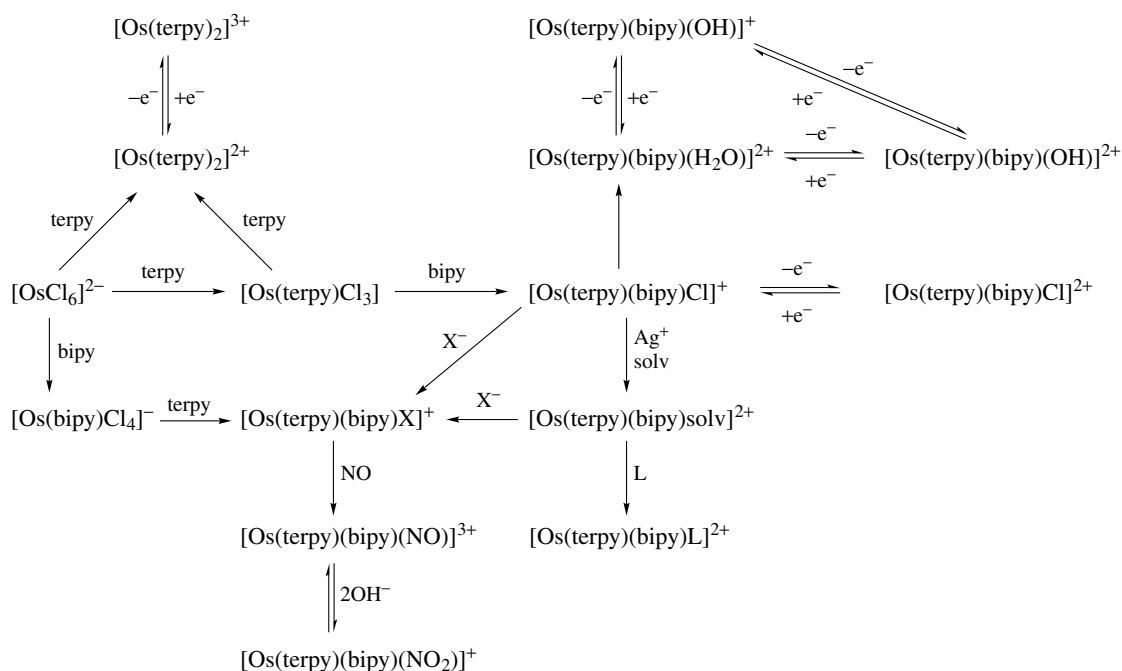 [Os(terpy)₂]³⁺ [Os(terpy)(bipy)(OH)]⁺
−e⁻
−e⁻ +e⁻ −e⁻ +e⁻ +e⁻
−e⁻
[Os(terpy)₂]²⁺ [Os(terpy)(bipy)(H₂O)]²⁺ [Os(terpy)(bipy)(OH)]²⁺
+e⁻
terpy terpy
terpy bipy −e⁻
[OsCl₆]²⁻ [Os(terpy)Cl₃] [Os(terpy)(bipy)Cl]⁺ [Os(terpy)(bipy)Cl]²⁺
+e⁻
bipy X⁻ Ag⁺
solv
terpy X⁻
[Os(bipy)Cl₄]⁻ [Os(terpy)(bipy)X]⁺ [Os(terpy)(bipy)solv]²⁺
NO L
[Os(terpy)(bipy)(NO)]³⁺ [Os(terpy)(bipy)L]²⁺
2OH⁻
[Os(terpy)(bipy)(NO₂)]⁺